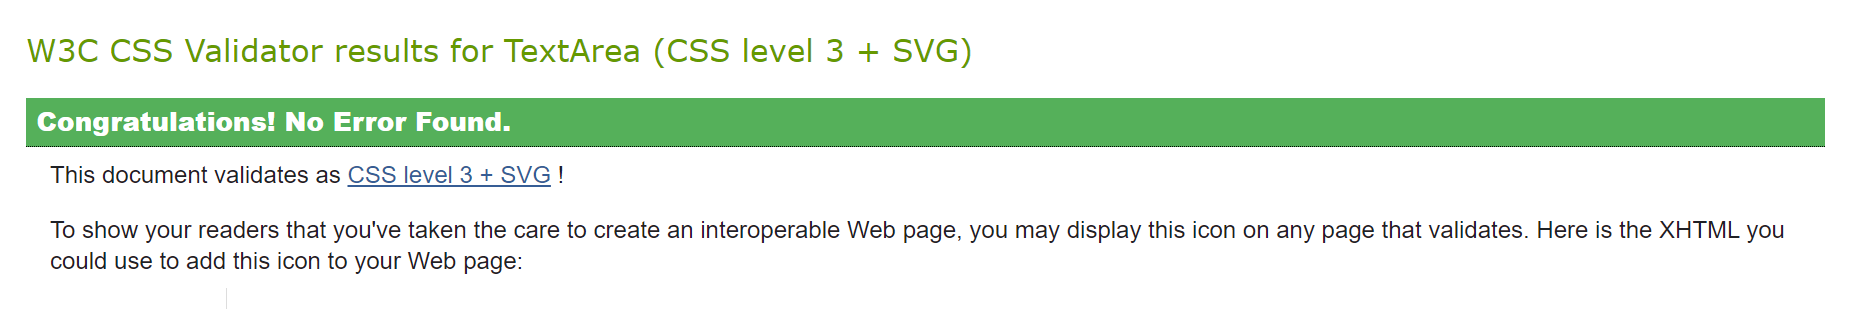 W3C CSS Validator results for TextArea (CSS level 3 + SVG)
Congratulations! No Error Found.
This document validates as CSS level 3 + SVG !
To show your readers that you've taken the care to create an interoperable Web page, you may display this icon on any page that validates. Here is the XHTML you
could use to add this icon to your Web page: